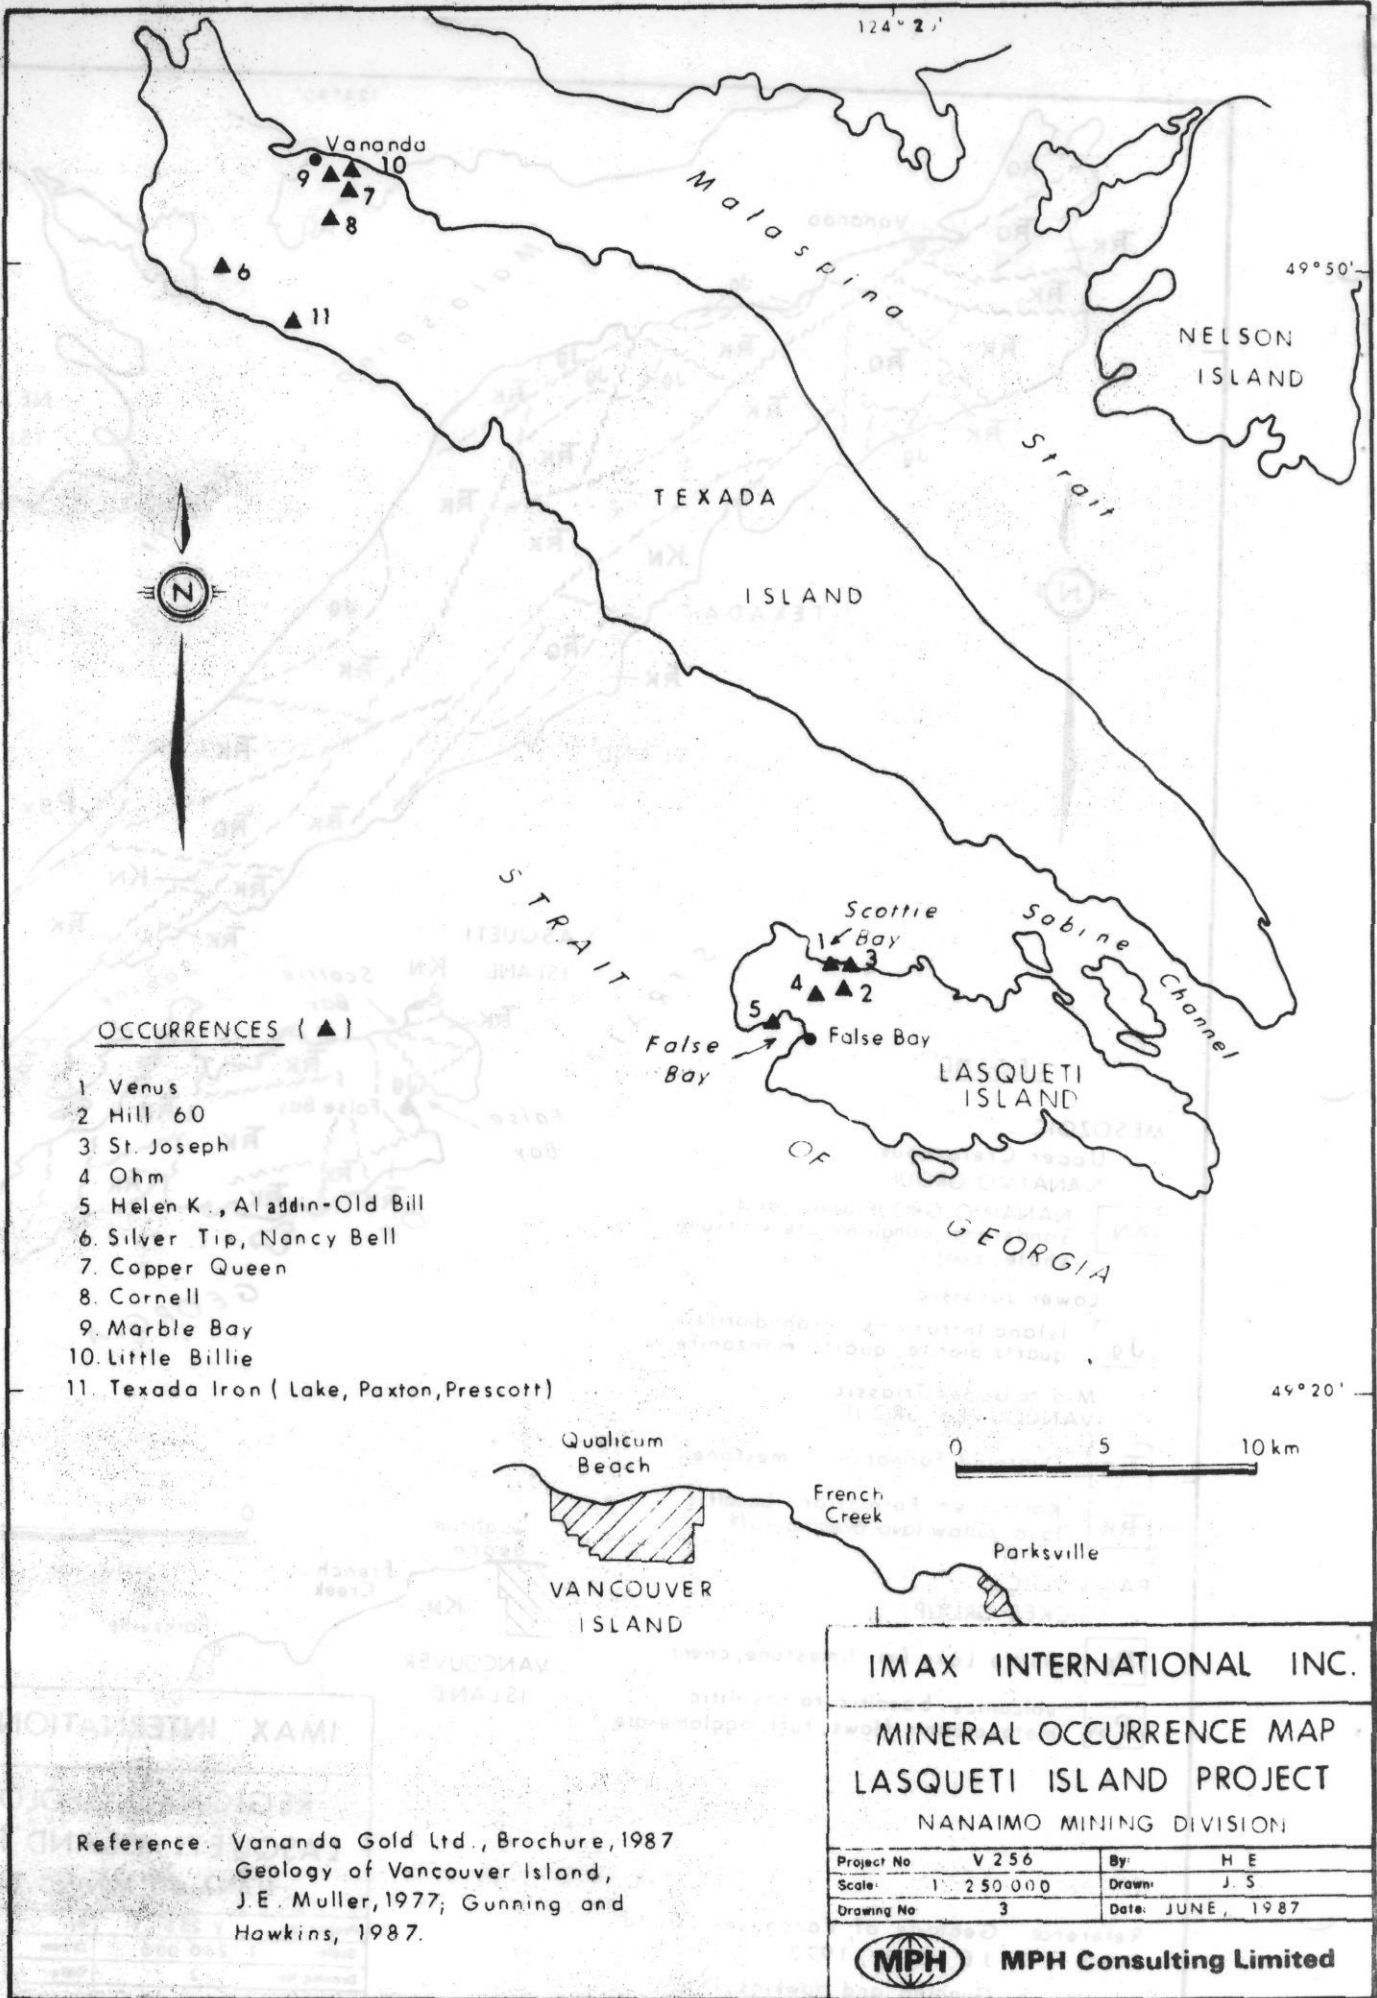 Vananda
10
9
7
8
6
11
Malaspina
Strait
49°50'
NELSON
ISLAND
TEXADA
ISLAND
N
STRAIT
OF
GEORGIA
Scottie
Bay
Sabine
Channel
1
3
4
2
5
False
Bay
False Bay
LASQUETI
ISLAND
OCCURRENCES ( ▲ )
1 Venus
2 Hill 60
3. St. Joseph
4 Ohm
5. Helen K., Aladdin-Old Bill
6. Silver Tip, Nancy Bell
7. Copper Queen
8. Cornell
9. Marble Bay
10. Little Billie
11. Texada Iron ( Lake, Paxton, Prescott)
49°20'
0 5 10 km
Qualicum
Beach
French
Creek
Parksville
VANCOUVER
ISLAND
IMAX INTERNATIONAL INC.
MINERAL OCCURRENCE MAP
LASQUETI ISLAND PROJECT
NANAIMO MINING DIVISION
Project No V 256 By: H E
Scale: 1: 250 000 Drawn: J. S.
Drawing No 3 Date: JUNE, 1987
MPH MPH Consulting Limited
Reference. Vananda Gold Ltd., Brochure, 1987
Geology of Vancouver Island,
J.E. Muller, 1977; Gunning and
Hawkins, 1987.